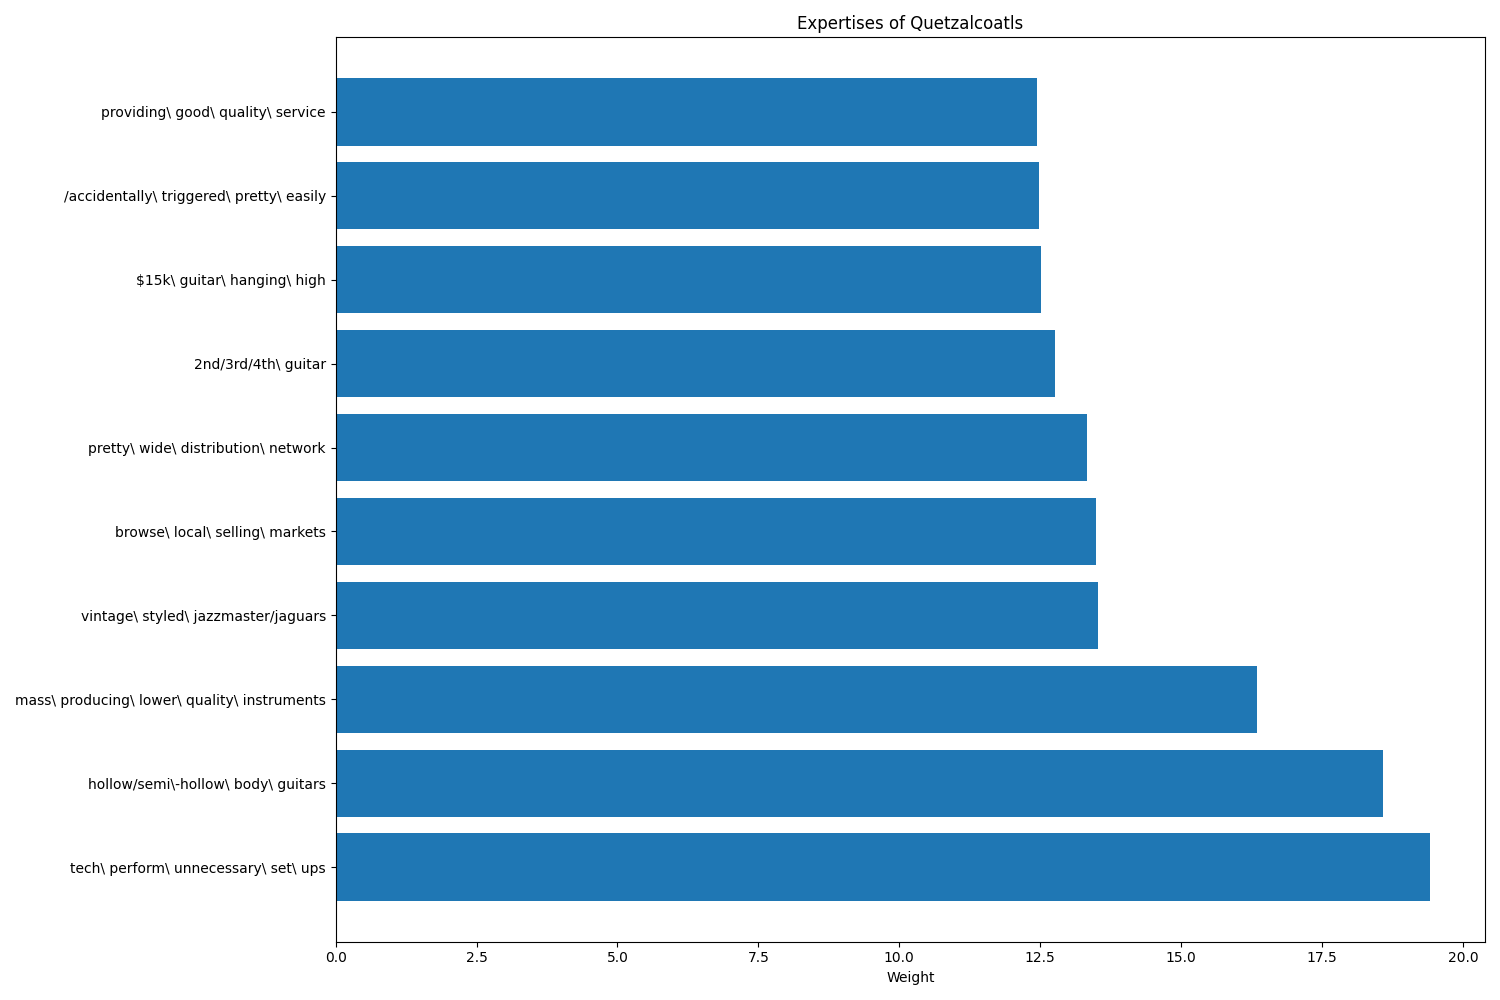 Expertises of Quetzalcoatls
providing\ good\ quality\ service
/accidentally\ triggered\ pretty\ easily
$15k\ guitar\ hanging\ high
2nd/3rd/4th\ guitar
pretty\ wide\ distribution\ network
browse\ local\ selling\ markets
vintage\ styled\ jazzmaster/jaguars
mass\ producing\ lower\ quality\ instruments
hollow/semi\-hollow\ body\ guitars
tech\ perform\ unnecessary\ set\ ups
0.0 2.5 5.0 7.5 10.0 12.5 15.0 17.5 20.0
Weight